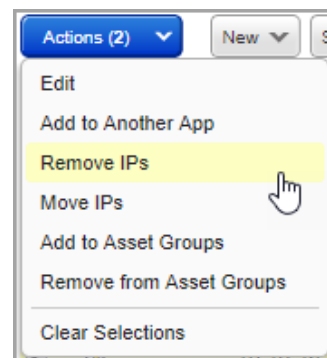 Actions (2) New S
Edit
Add to Another App
Remove IPs
Move IPs
Add to Asset Groups
Remove from Asset Groups
Clear Selections